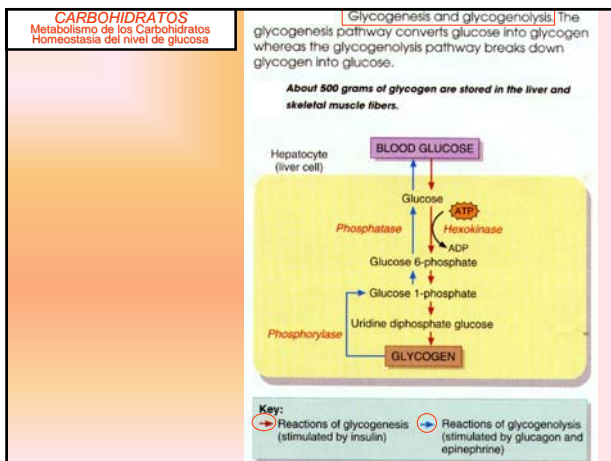 CARBOHIDRATOS
Metabolismo de los Carbohidratos
Homeostasia del nivel de glucosa
Glycogenesis and glycogenolysis. The
glycogenesis pathway converts glucose into glycogen
whereas the glycogenolysis pathway breaks down
glycogen into glucose.
About 500 grams of glycogen are stored in the liver and
skeletal muscle fibers.
BLOOD GLUCOSE
Hepatocyte
(liver cell)
Glucose
ATP
Phosphatase
Hexokinase
ADP
Glucose 6-phosphate
Glucose 1-phosphate
Uridine diphosphate glucose
Phosphorylase
GLYCOGEN
Key:
Reactions of glycogenesis
(stimulated by insulin)
Reactions of glycogenolysis
(stimulated by glucagon and
epinephrine)